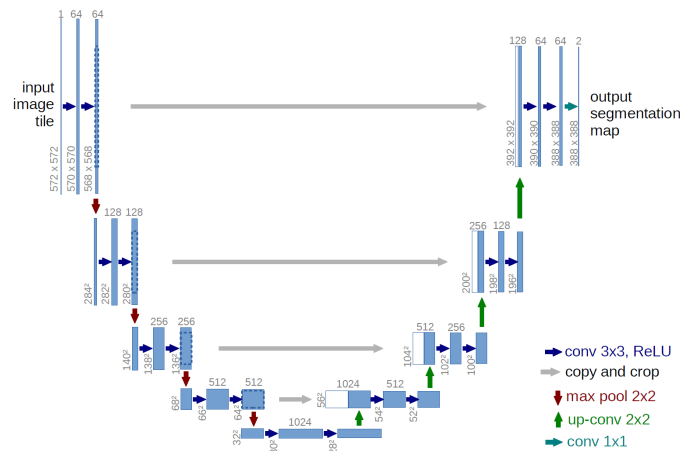 1 64 64
128 64 64 2
input
image
tile
output
segmentation
map
572 x 572
570 x 570
568 x 568
392 x 392
390 x 390
388 x 388
388 x 388
128 128
256 128
284²
282²
280²
200²
198²
196²
256 256
512 256
140²
138²
136²
104²
102²
100²
512 512
1024 512
68²
66²
64²
56²
54²
52²
1024
32²
conv 3x3, ReLU
copy and crop
max pool 2x2
up-conv 2x2
conv 1x1